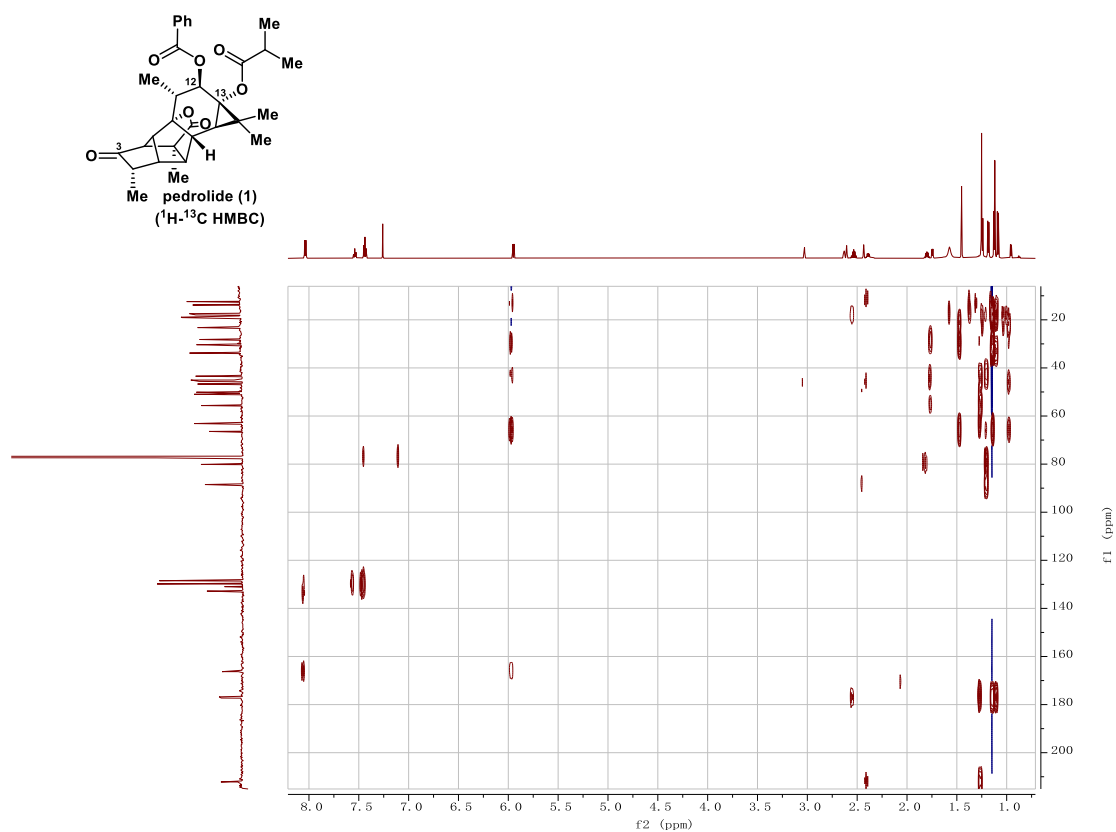 Ph
Me
O
O
O
Me
12
13
O
Me
O
O
Me
Me
3
O
H
Me
Me
pedrolide (1)
(¹H-¹³C HMBC)
20
40
60
80
100
120
140
160
180
200
f1 (ppm)
8.0 7.5 7.0 6.5 6.0 5.5 5.0 4.5 4.0 3.5 3.0 2.5 2.0 1.5 1.0
f2 (ppm)